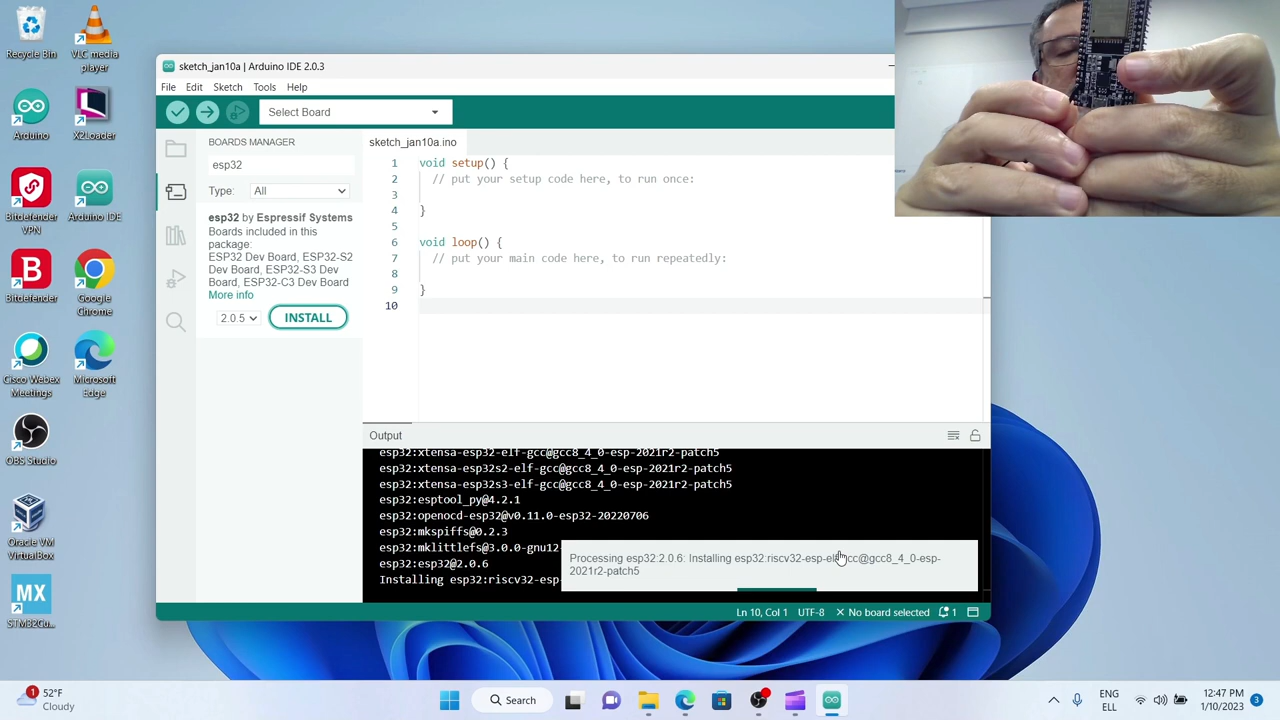 Recycle Bin
VLC media
player
Arduino
X2Loader
Bitdefender
VPN
Arduino IDE
Bitdefender
Google
Chrome
Cisco Webex
Meetings
Microsoft
Edge
OBS Studio
Oracle VM
VirtualBox
MX
STM32Cu...
sketch_jan10a | Arduino IDE 2.0.3
File Edit Sketch Tools Help
Select Board
BOARDS MANAGER
esp32
Type: All
esp32 by Espressif Systems
Boards included in this
package:
ESP32 Dev Board, ESP32-S2
Dev Board, ESP32-S3 Dev
Board, ESP32-C3 Dev Board
More info
2.0.5 INSTALL
sketch_jan10a.ino
1 void setup() {
2 // put your setup code here, to run once:
3
4 }
5
6 void loop() {
7 // put your main code here, to run repeatedly:
8
9 }
10
Output
esp32:xtensa-esp32-elf-gcc@gcc8_4_0-esp-2021r2-patch5
esp32:xtensa-esp32s2-elf-gcc@gcc8_4_0-esp-2021r2-patch5
esp32:xtensa-esp32s3-elf-gcc@gcc8_4_0-esp-2021r2-patch5
esp32:esptool_py@4.2.1
esp32:openocd-esp32@v0.11.0-esp32-20220706
esp32:mkspiffs@0.2.3
esp32:mklittlefs@3.0.0-gnu12
esp32:esp32@2.0.6
Installing esp32:riscv32-esp-
Processing esp32:2.0.6: Installing esp32:riscv32-esp-elf-gcc@gcc8_4_0-esp-
2021r2-patch5
Ln 10, Col 1 UTF-8 No board selected 1
1
52°F
Cloudy
Search
ENG
ELL
12:47 PM
1/10/2023
3